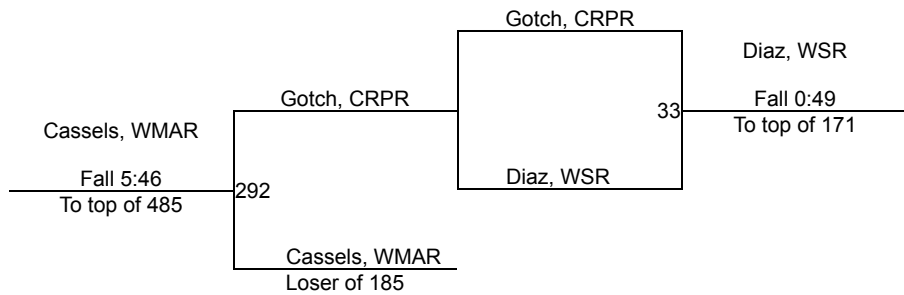 Gotch, CRPR
Diaz, WSR
Gotch, CRPR
33
Fall 0:49
To top of 171
Cassels, WMAR
Fall 5:46
Diaz, WSR
292
To top of 485
Cassels, WMAR
Loser of 185